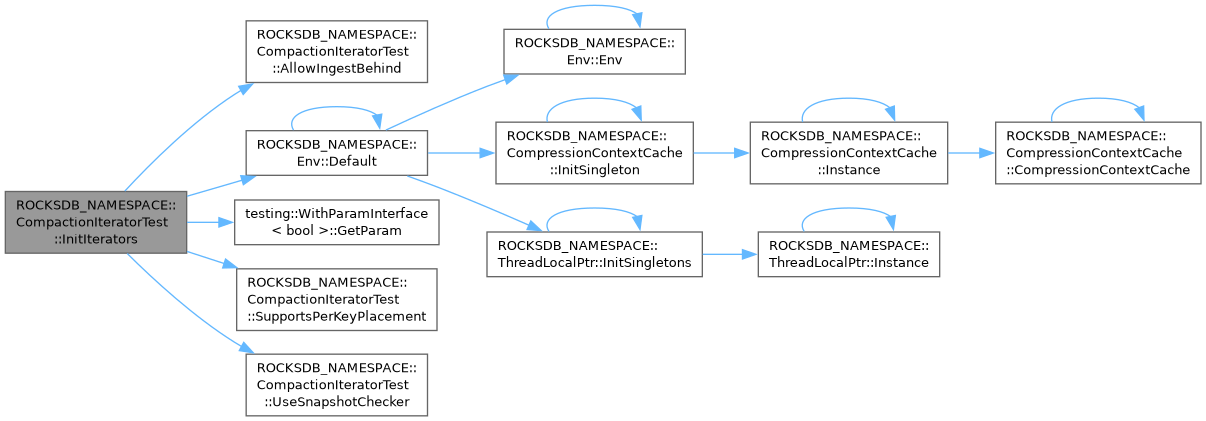 ROCKSDB_NAMESPACE::
CompactionIteratorTest
::InitIterators
ROCKSDB_NAMESPACE::
CompactionIteratorTest
::AllowIngestBehind
ROCKSDB_NAMESPACE::
Env::Default
testing::WithParamInterface
< bool >::GetParam
ROCKSDB_NAMESPACE::
CompactionIteratorTest
::SupportsPerKeyPlacement
ROCKSDB_NAMESPACE::
CompactionIteratorTest
::UseSnapshotChecker
ROCKSDB_NAMESPACE::
Env::Env
ROCKSDB_NAMESPACE::
CompressionContextCache
::InitSingleton
ROCKSDB_NAMESPACE::
ThreadLocalPtr::InitSingletons
ROCKSDB_NAMESPACE::
CompressionContextCache
::Instance
ROCKSDB_NAMESPACE::
ThreadLocalPtr::Instance
ROCKSDB_NAMESPACE::
CompressionContextCache
::CompressionContextCache